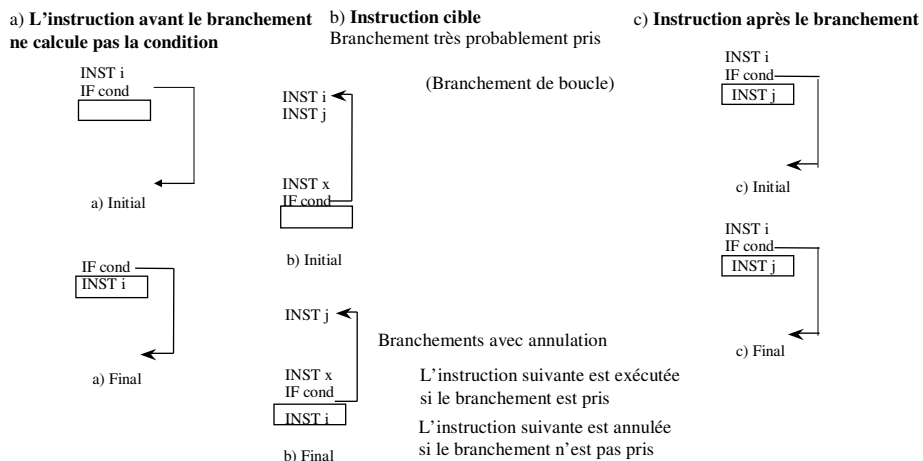 a) L'instruction avant le branchement
ne calcule pas la condition
INST i
IF cond
a) Initial
IF cond
INST i
a) Final
b) Instruction cible
Branchement très probablement pris
(Branchement de boucle)
INST i
INST j
INST x
IF cond
b) Initial
INST j
Branchements avec annulation
INST x
IF cond
INST i
L'instruction suivante est exécutée
si le branchement est pris
L'instruction suivante est annulée
si le branchement n'est pas pris
b) Final
c) Instruction après le branchement
INST i
IF cond
INST j
c) Initial
INST i
IF cond
INST j
c) Final